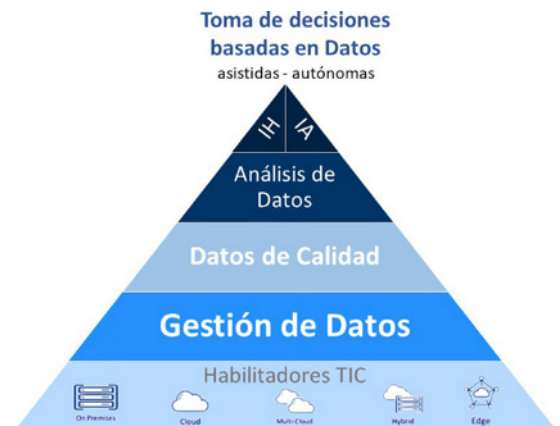 Toma de decisiones
basadas en Datos
asistidas - autónomas
IH IA
Análisis de
Datos
Datos de Calidad
Gestión de Datos
Habilitadores TIC
On Premises Cloud Multi-Cloud Hybrid Edge